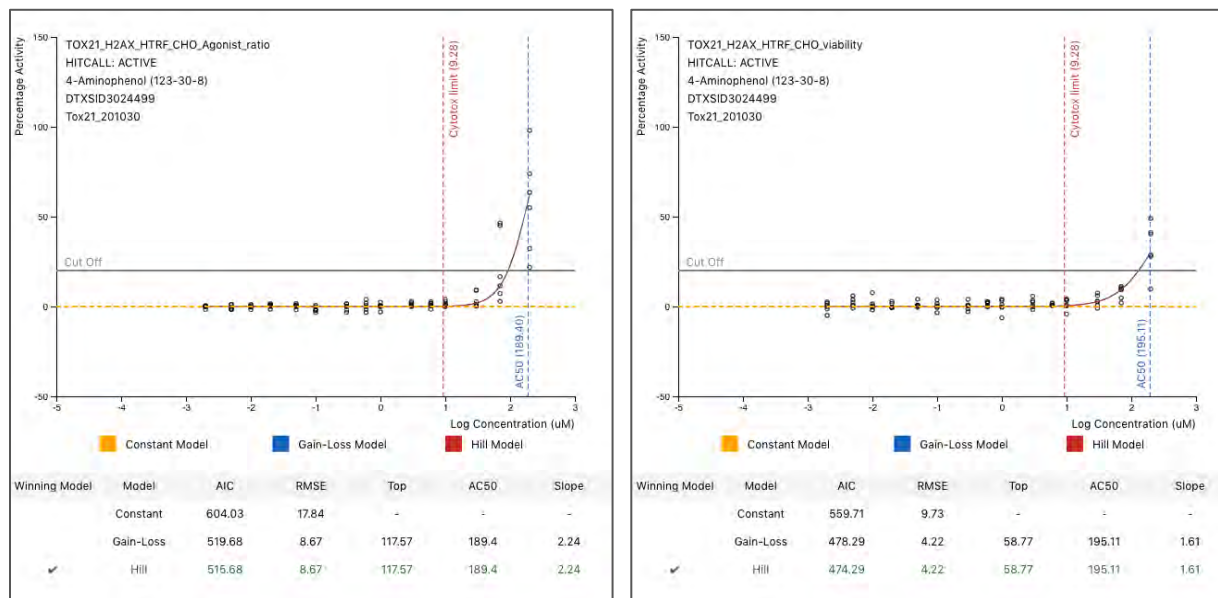 150
TOX21_H2AX_HTRF_CHO_Agonist_ratio
HITCALL: ACTIVE
4-Aminophenol (123-30-8)
DTXSID3024499
Tox21_201030
Percentage Activity
Cytotox limit (9.28)
100
50
Cut Off
0
AC50 (189.40)
-50
-5
-4
-3
-2
-1
0
1
2
3
Log Concentration (uM)
Constant Model
Gain-Loss Model
Hill Model
Winning Model Model AIC RMSE Top AC50 Slope
Constant 604.03 17.84 - - -
Gain-Loss 519.68 8.67 117.57 189.4 2.24
✔ Hill 515.68 8.67 117.57 189.4 2.24
150
TOX21_H2AX_HTRF_CHO_viability
HITCALL: ACTIVE
4-Aminophenol (123-30-8)
DTXSID3024499
Tox21_201030
Percentage Activity
Cytotox limit (9.28)
100
50
Cut Off
0
AC50 (195.11)
-50
-5
-4
-3
-2
-1
0
1
2
3
Log Concentration (uM)
Constant Model
Gain-Loss Model
Hill Model
Winning Model Model AIC RMSE Top AC50 Slope
Constant 559.71 9.73 - - -
Gain-Loss 478.29 4.22 58.77 195.11 1.61
✔ Hill 474.29 4.22 58.77 195.11 1.61